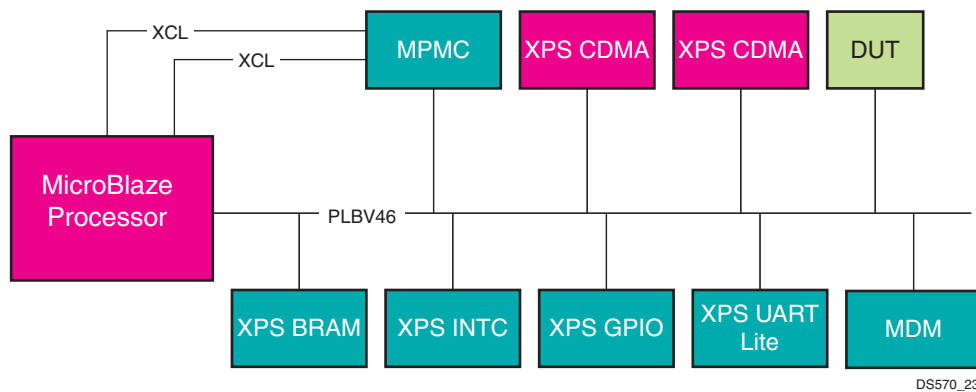 XCL
XCL
MPMC
XPS CDMA
XPS CDMA
DUT
MicroBlaze
Processor
PLBV46
XPS BRAM
XPS INTC
XPS GPIO
XPS UART
Lite
MDM
DS570_23